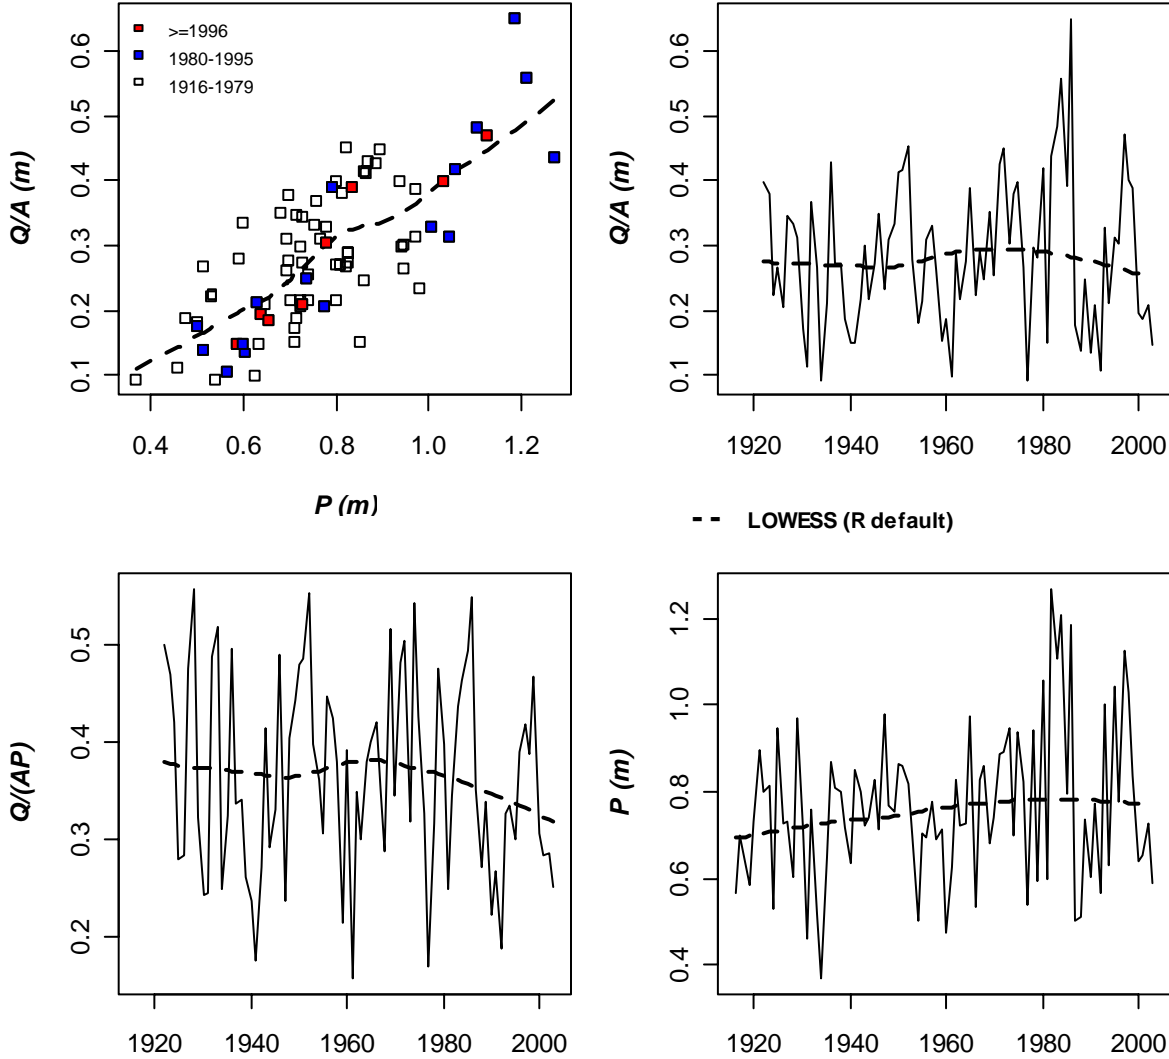 >=1996
1980-1995
1916-1979
Q/A (m)
0.1 0.2 0.3 0.4 0.5 0.6
0.4 0.6 0.8 1.0 1.2
P (m)
Q/A (m)
0.1 0.2 0.3 0.4 0.5 0.6
1920 1940 1960 1980 2000
LOWESS (R default)
Q/(AP)
0.2 0.3 0.4 0.5
1920 1940 1960 1980 2000
P (m)
0.4 0.6 0.8 1.0 1.2
1920 1940 1960 1980 2000